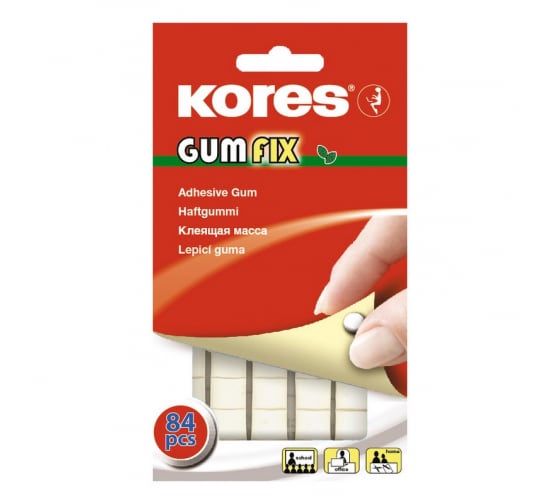 KORES®
GUM FIX
Adhesive Gum
Haftgummi
Клеящая масса
Lepicí guma
84
pcs
school
office
home